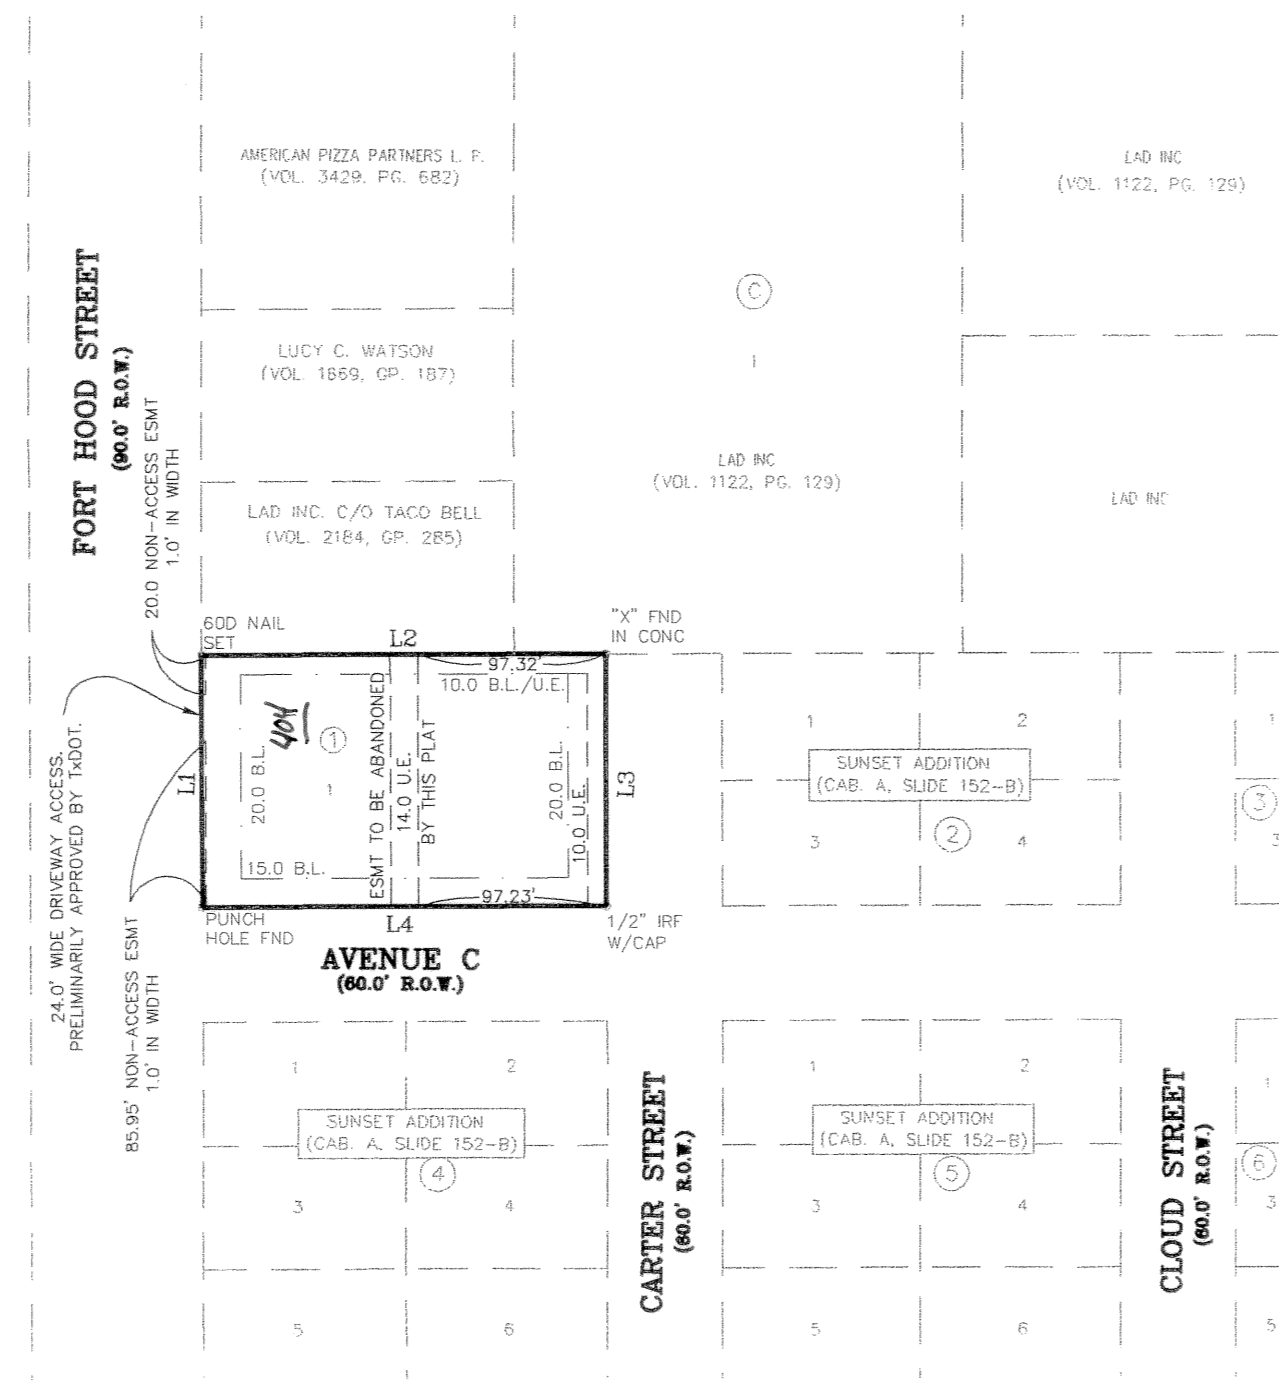 AMERICAN PIZZA PARTNERS L. P.
(VOL. 3429, PG. 682)
LAD INC
(VOL. 1122, PG. 129)
C
1
LUCY C. WATSON
(VOL. 1669, GP. 187)
LAD INC
(VOL. 1122, PG. 129)
LAD INC
LAD INC. C/O TACO BELL
(VOL. 2184, GP. 285)
FORT HOOD STREET
(90.0' R.O.W.)
20.0 NON-ACCESS ESMT
1.0' IN WIDTH
60D NAIL
SET
L2
"X" FND
IN CONC
97.32'
10.0 B.L./U.E.
404
1
1
20.0 B.L.
15.0 B.L.
ESMT TO BE ABANDONED
14.0 U.E.
BY THIS PLAT
20.0 B.L.
10.0 U.E.
L1
L3
97.23'
PUNCH
HOLE FND
L4
1/2" IRF
W/CAP
24.0' WIDE DRIVEWAY ACCESS.
PRELIMINARILY APPROVED BY TxDOT.
85.95' NON-ACCESS ESMT
1.0' IN WIDTH
AVENUE C
(60.0' R.O.W.)
1
2
SUNSET ADDITION
(CAB. A, SLIDE 152-B)
2
3
4
1
3
3
1
2
SUNSET ADDITION
(CAB. A, SLIDE 152-B)
4
3
4
5
6
CARTER STREET
(60.0' R.O.W.)
1
2
SUNSET ADDITION
(CAB. A, SLIDE 152-B)
5
3
4
5
6
CLOUD STREET
(60.0' R.O.W.)
1
6
3
5